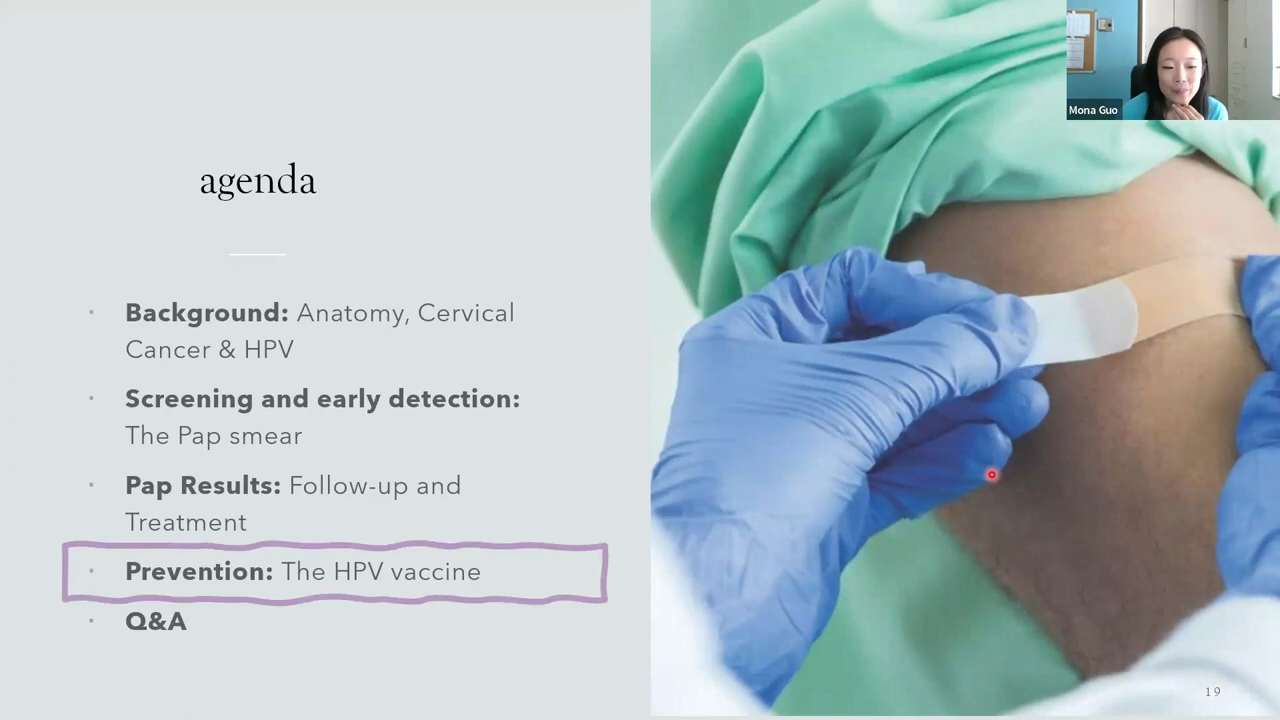 Mona Guo
agenda
• Background: Anatomy, Cervical
Cancer & HPV
• Screening and early detection:
The Pap smear
• Pap Results: Follow-up and
Treatment
• Prevention: The HPV vaccine
• Q&A
19